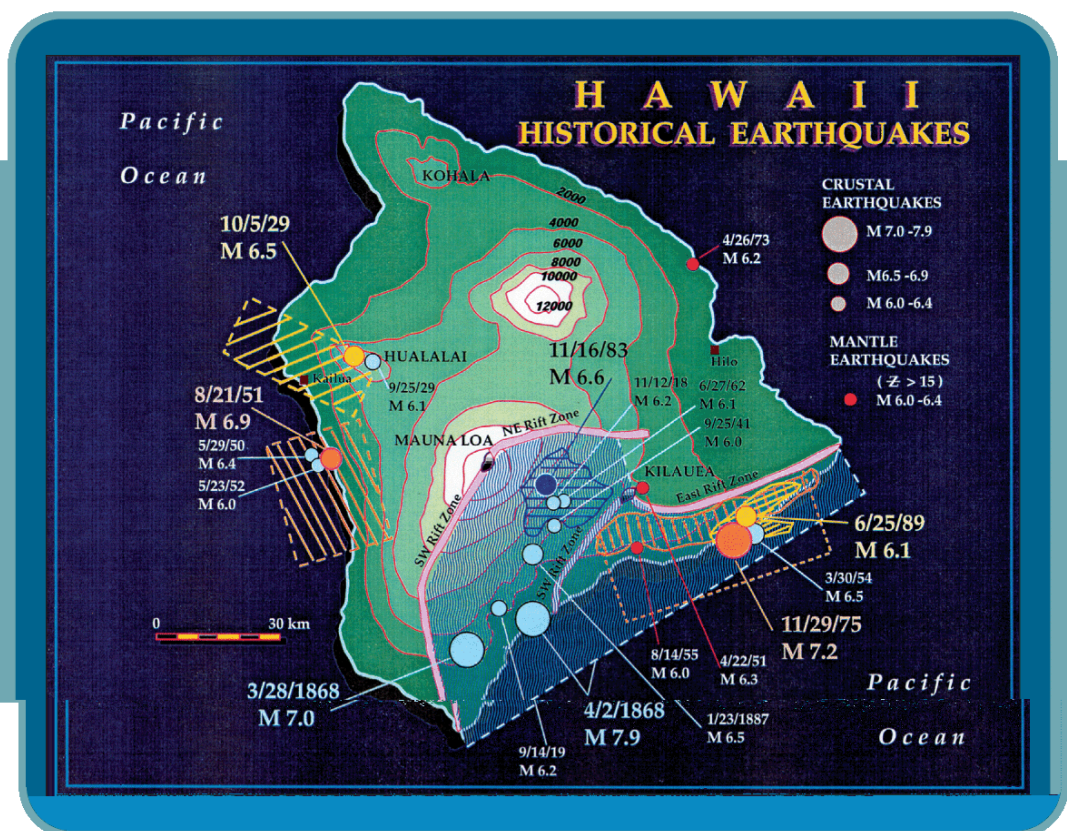 H A W A I I
HISTORICAL EARTHQUAKES
Pacific
Ocean
KOHALA
2000
4000
6000
8000
10000
12000
10/5/29
M 6.5
4/26/73
M 6.2
CRUSTAL
EARTHQUAKES
M 7.0 -7.9
M6.5 -6.9
M 6.0 -6.4
MANTLE
EARTHQUAKES
( Z > 15 )
M 6.0 -6.4
Hilo
HUALALAI
Kailua
9/25/29
M 6.1
11/16/83
M 6.6
11/12/18
M 6.2
6/27/62
M 6.1
9/25/41
M 6.0
8/21/51
M 6.9
5/29/50
M 6.4
5/23/52
M 6.0
MAUNA LOA
NE Rift Zone
SW Rift Zone
KILAUEA
East Rift Zone
SW Rift Zone
6/25/89
M 6.1
3/30/54
M 6.5
11/29/75
M 7.2
0 30 km
8/14/55
M 6.0
4/22/51
M 6.3
3/28/1868
M 7.0
4/2/1868
M 7.9
1/23/1887
M 6.5
9/14/19
M 6.2
Pacific
Ocean